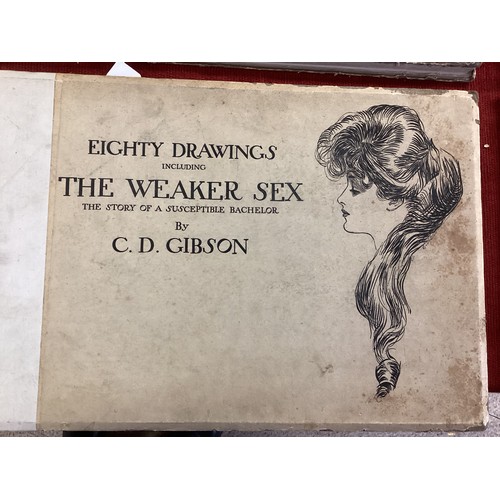 EIGHTY DRAWINGS
INCLUDING
THE WEAKER SEX
THE STORY OF A SUSCEPTIBLE BACHELOR
By
C. D. GIBSON